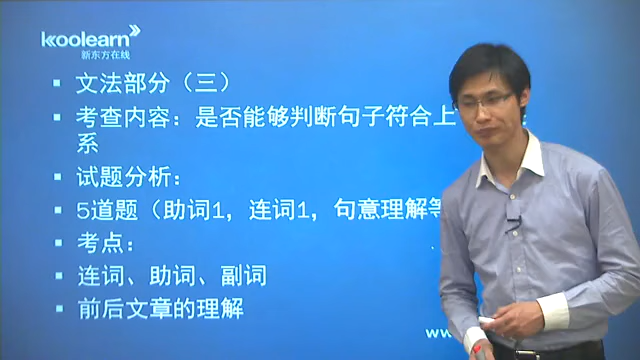 koolearn
新东方在线
文法部分（三）
考查内容：是否能够判断句子符合上
系
试题分析：
5道题（助词1，连词1，句意理解等
考点：
连词、助词、副词
前后文章的理解
ww